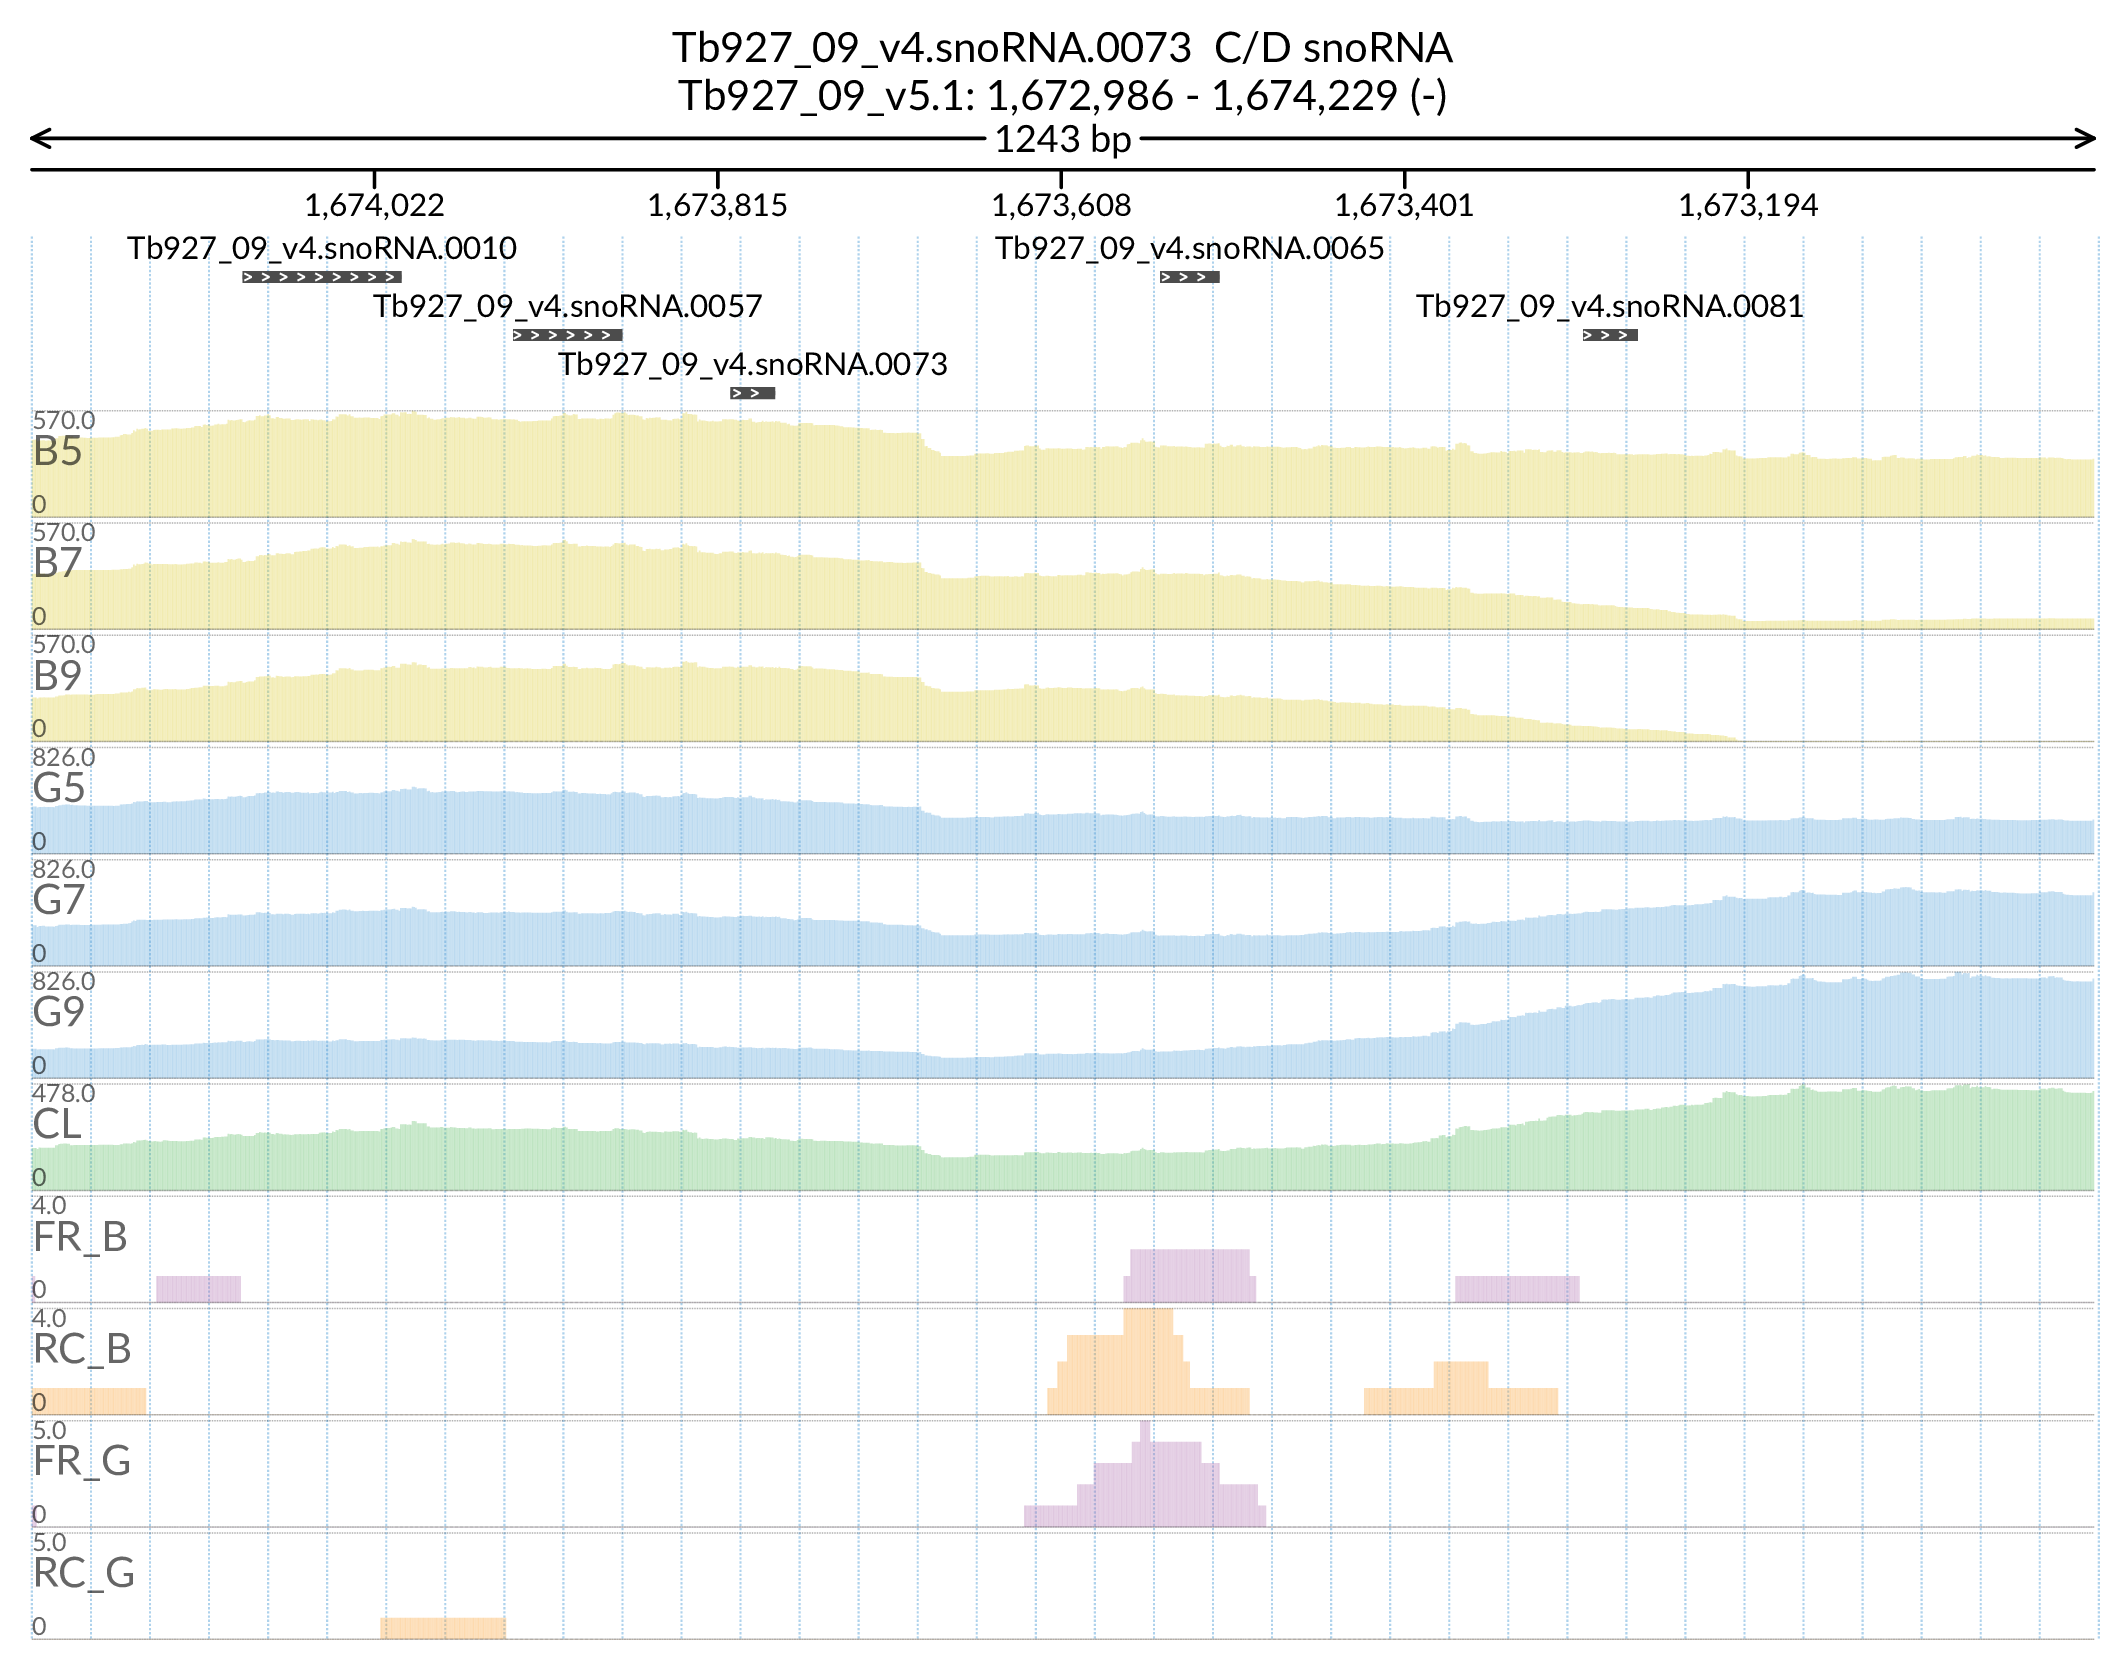 Tb927_09_v4.snoRNA.0073  C/D snoRNA
Tb927_09_v5.1: 1,672,986 - 1,674,229 (-)
1243 bp
1,674,022 1,673,815 1,673,608 1,673,401 1,673,194
Tb927_09_v4.snoRNA.0010 Tb927_09_v4.snoRNA.0065
Tb927_09_v4.snoRNA.0057 Tb927_09_v4.snoRNA.0081
Tb927_09_v4.snoRNA.0073
570.0
B5
0
570.0
B7
0
570.0
B9
0
826.0
G5
0
826.0
G7
0
826.0
G9
0
478.0
CL
0
4.0
FR_B
0
4.0
RC_B
0
5.0
FR_G
0
5.0
RC_G
0